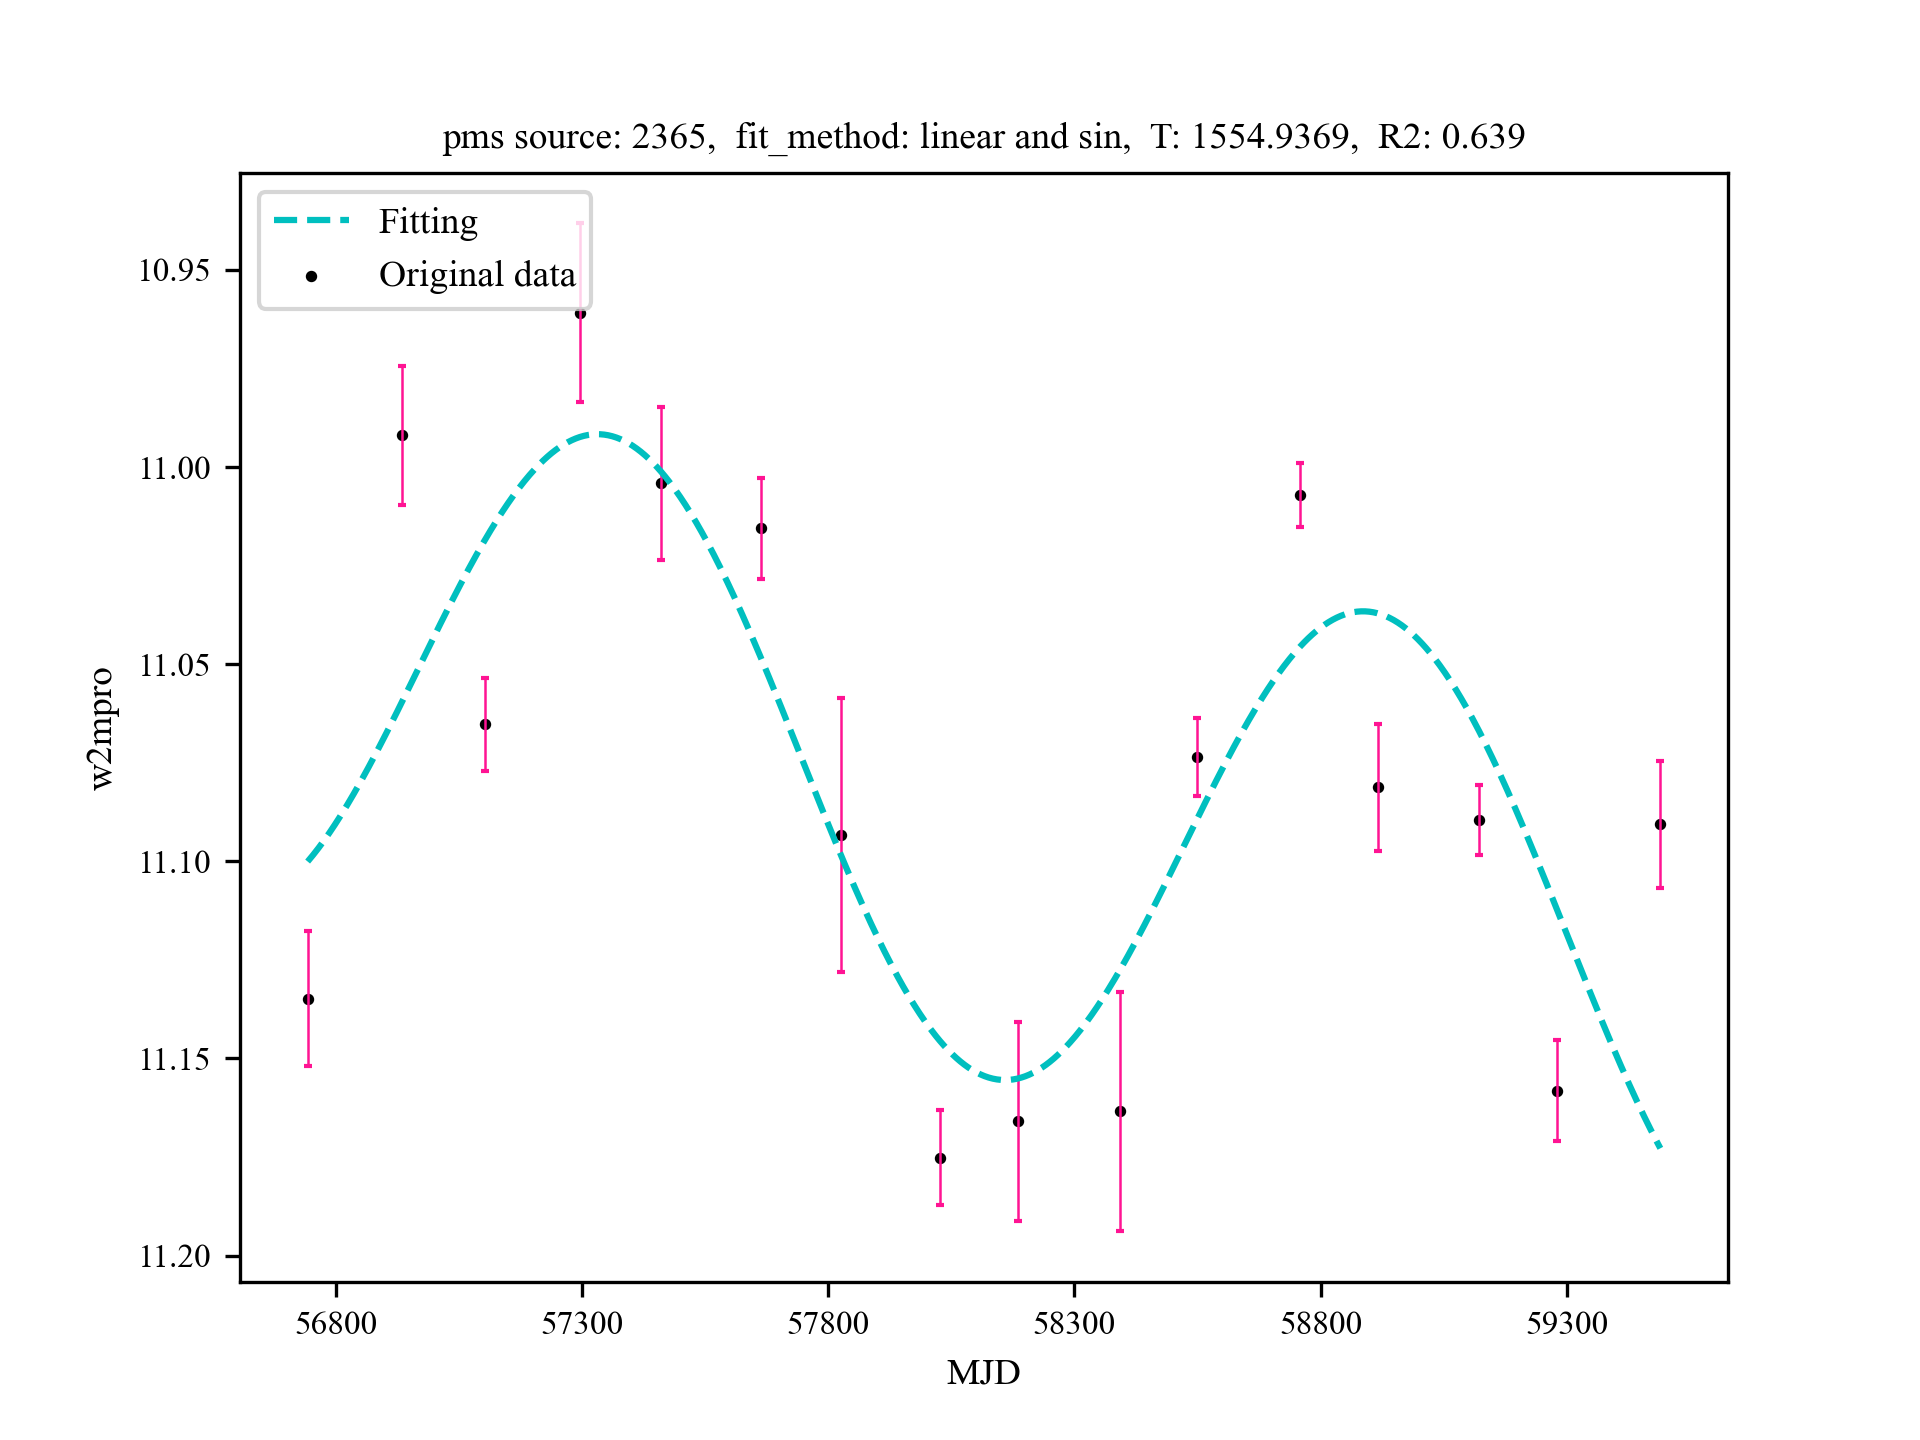 pms source: 2365,  fit_method: linear and sin,  T: 1554.9369,  R2: 0.639
Fitting
Original data
10.95
11.00
11.05
11.10
11.15
11.20
w2mpro
56800 57300 57800 58300 58800 59300
MJD